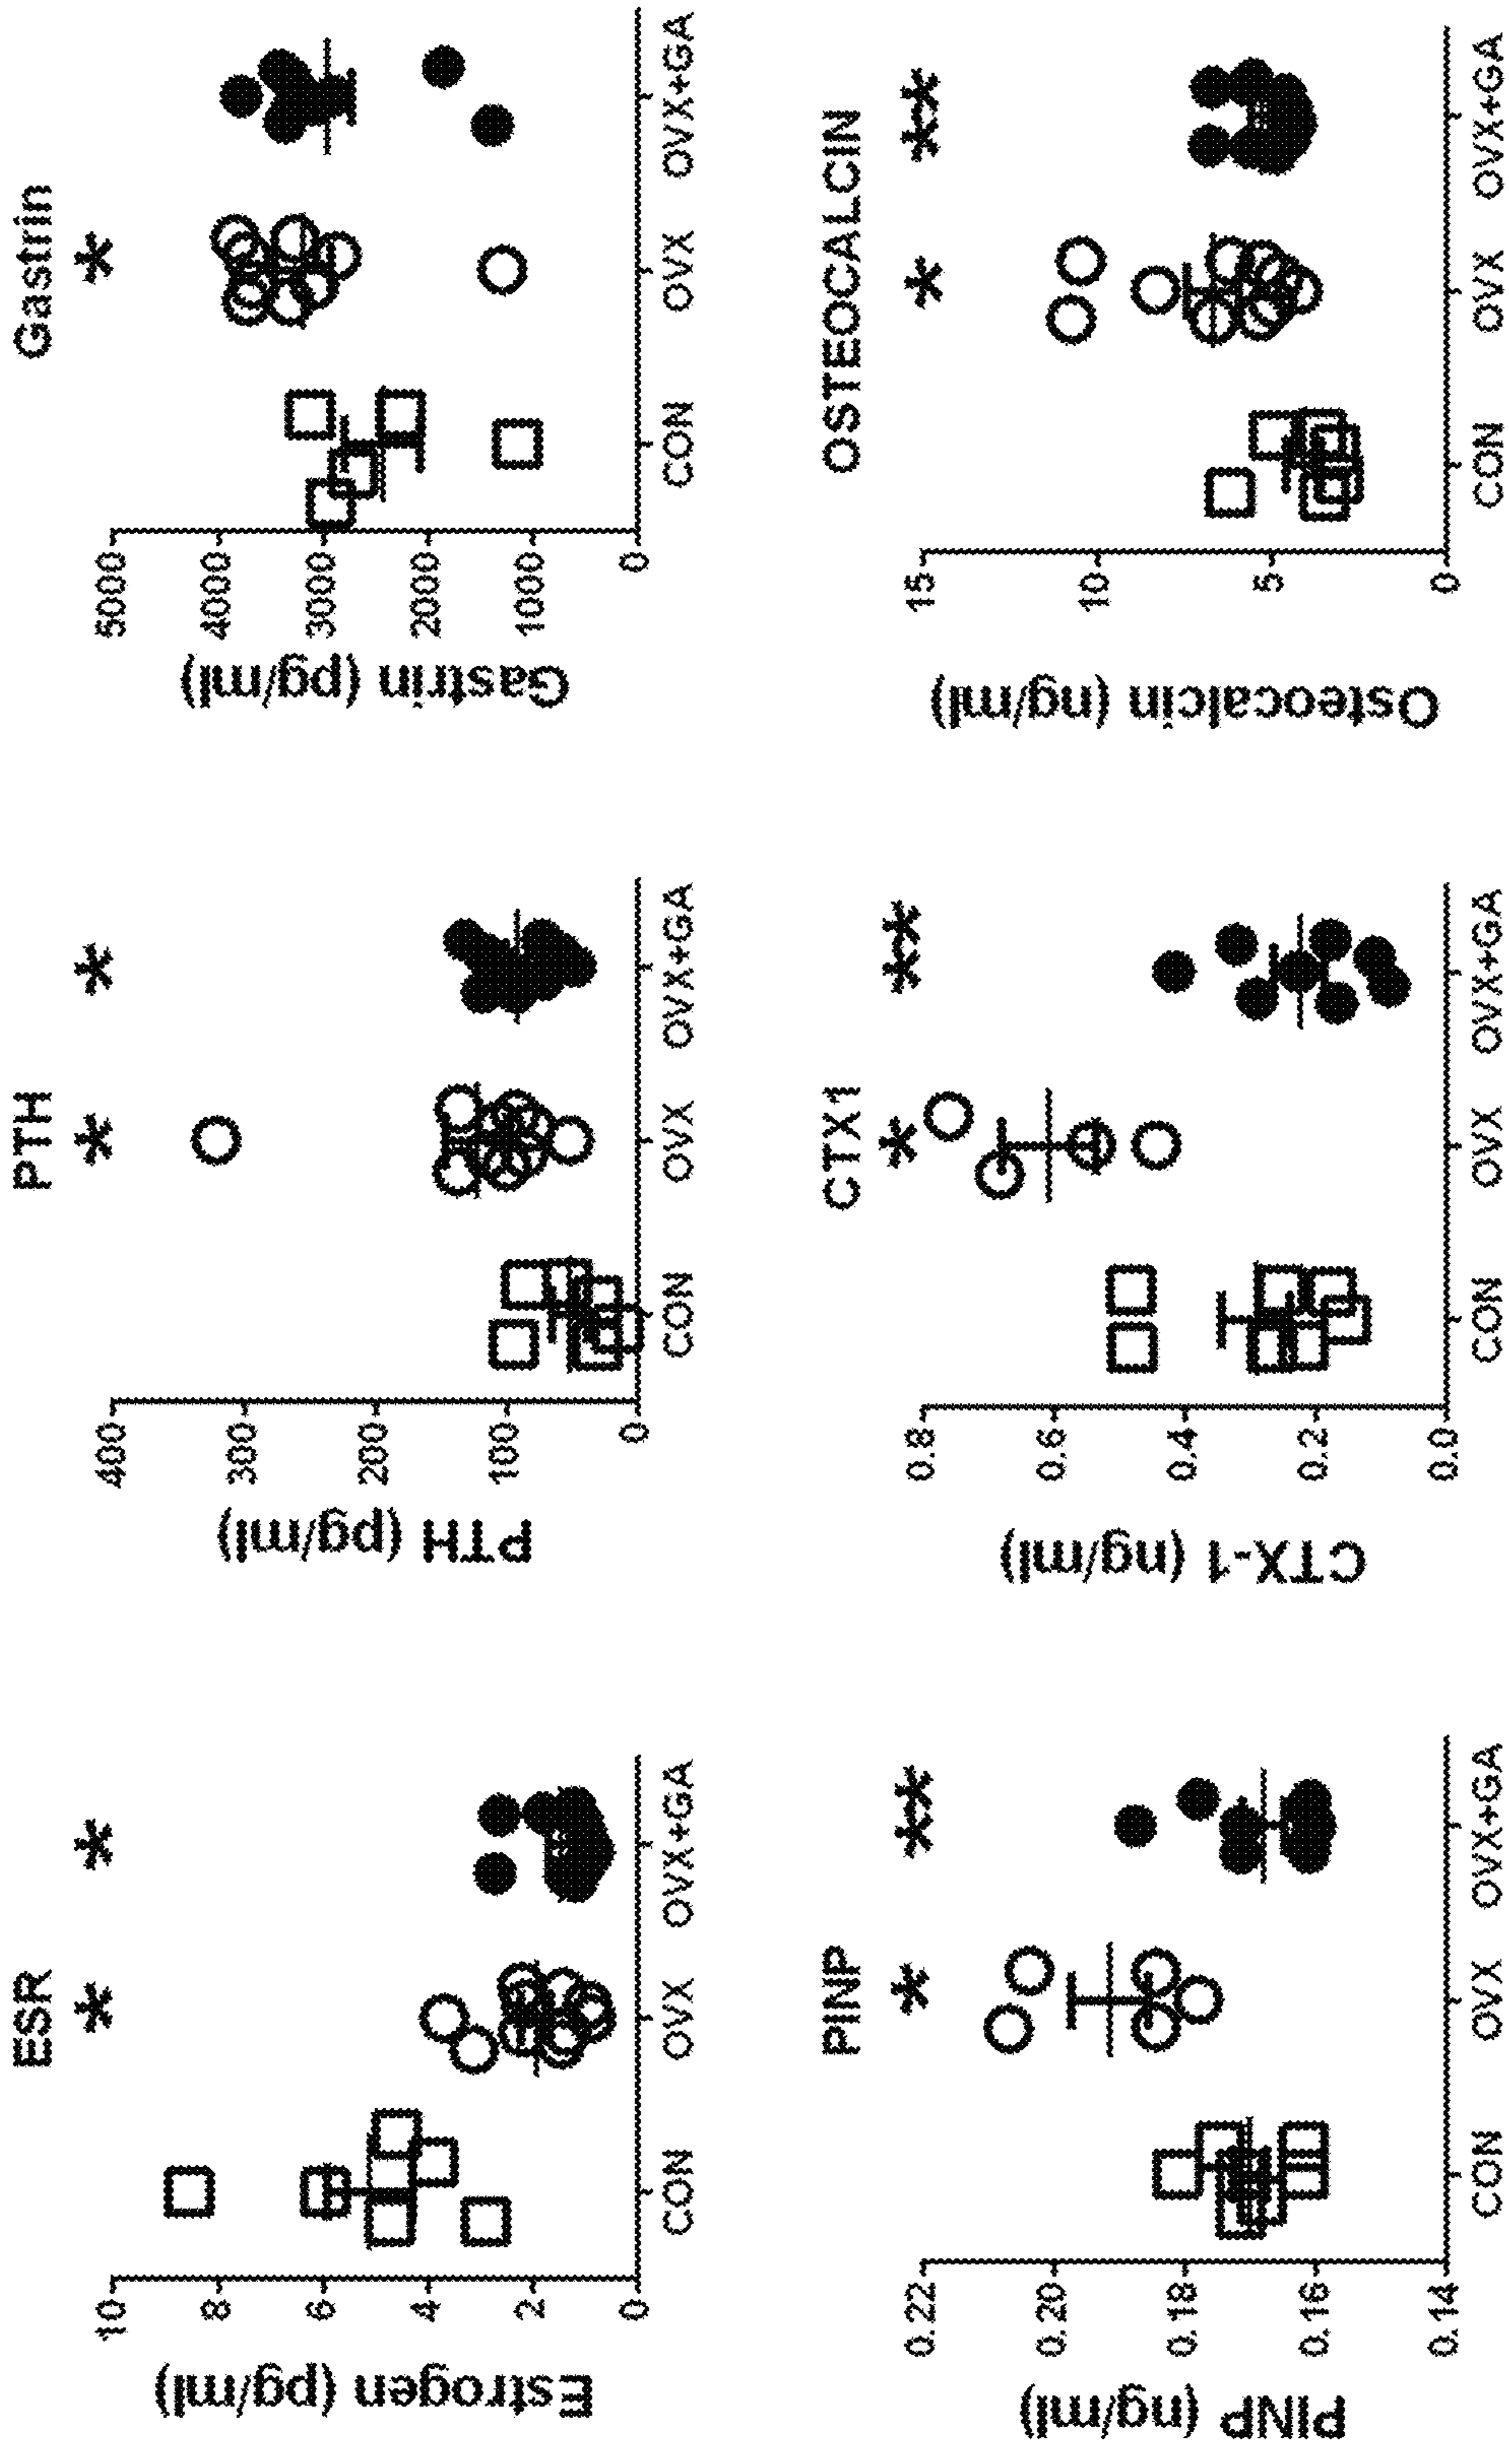 ESR
*
*
Estrogen (pg/ml)
10
8
6
4
2
0
CON
OVX
OVX+GA
PTH
*
*
PTH (pg/ml)
400
300
200
100
0
CON
OVX
OVX+GA
Gastrin
*
Gastrin (pg/ml)
5000
4000
3000
2000
1000
0
CON
OVX
OVX+GA
PINP
*
**
PINP (ng/ml)
0.22
0.20
0.18
0.16
0.14
CON
OVX
OVX+GA
CTX1
*
**
CTX-1 (ng/ml)
0.8
0.6
0.4
0.2
0.0
CON
OVX
OVX+GA
OSTEOCALCIN
*
**
Osteocalcin (ng/ml)
15
10
5
0
CON
OVX
OVX+GA